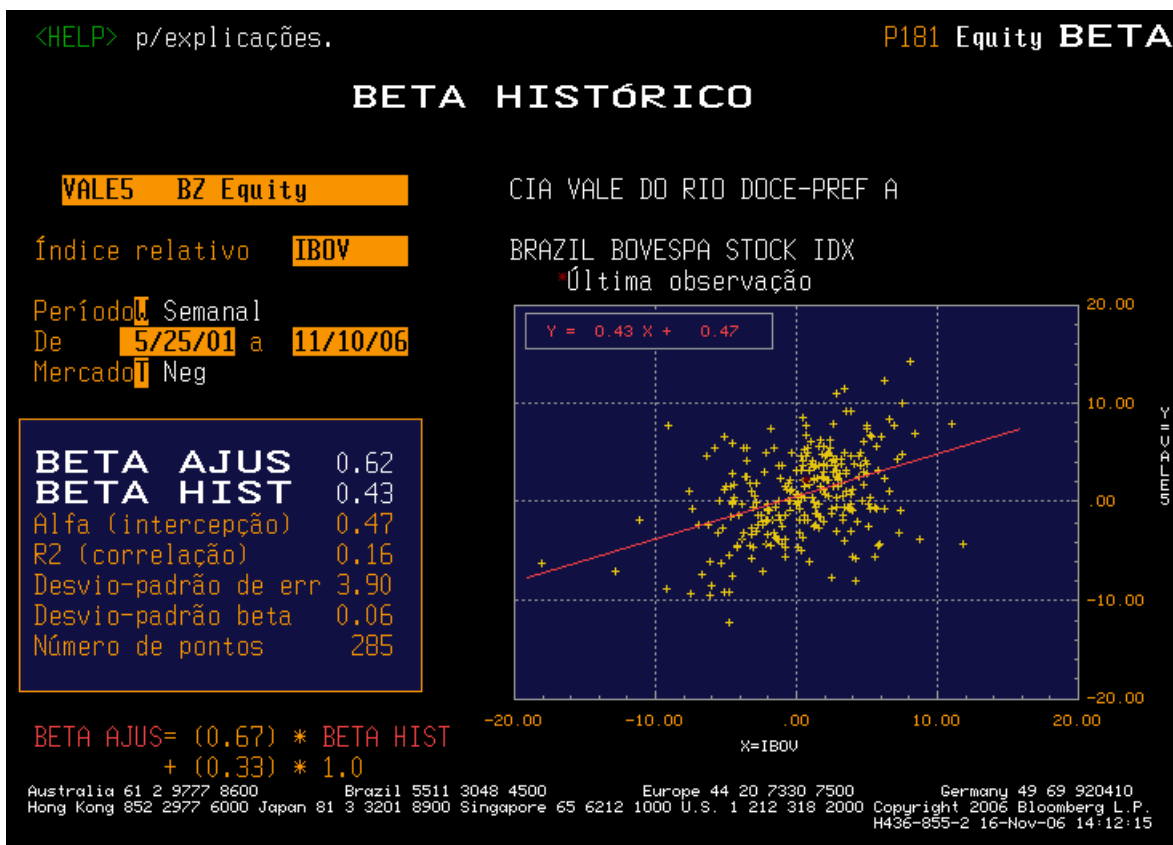 <HELP> p/explicações. P181 Equity BETA
BETA HISTÓRICO
VALE5 BZ Equity CIA VALE DO RIO DOCE-PREF A
Índice relativo IBOV BRAZIL BOVESPA STOCK IDX
*Última observação
Período W Semanal
De 5/25/01 a 11/10/06
Mercado T Neg
BETA AJUS 0.62
BETA HIST 0.43
Alfa (intercepção) 0.47
R2 (correlação) 0.16
Desvio-padrão de err 3.90
Desvio-padrão beta 0.06
Número de pontos 285
BETA AJUS= (0.67) * BETA HIST
+ (0.33) * 1.0
Y = 0.43 X + 0.47
20.00
10.00
.00
-10.00
-20.00
Y=VALE5
-20.00 -10.00 .00 10.00 20.00
X=IBOV
Australia 61 2 9777 8600 Brazil 5511 3048 4500 Europe 44 20 7330 7500 Germany 49 69 920410
Hong Kong 852 2977 6000 Japan 81 3 3201 8900 Singapore 65 6212 1000 U.S. 1 212 318 2000 Copyright 2006 Bloomberg L.P.
H436-855-2 16-Nov-06 14:12:15